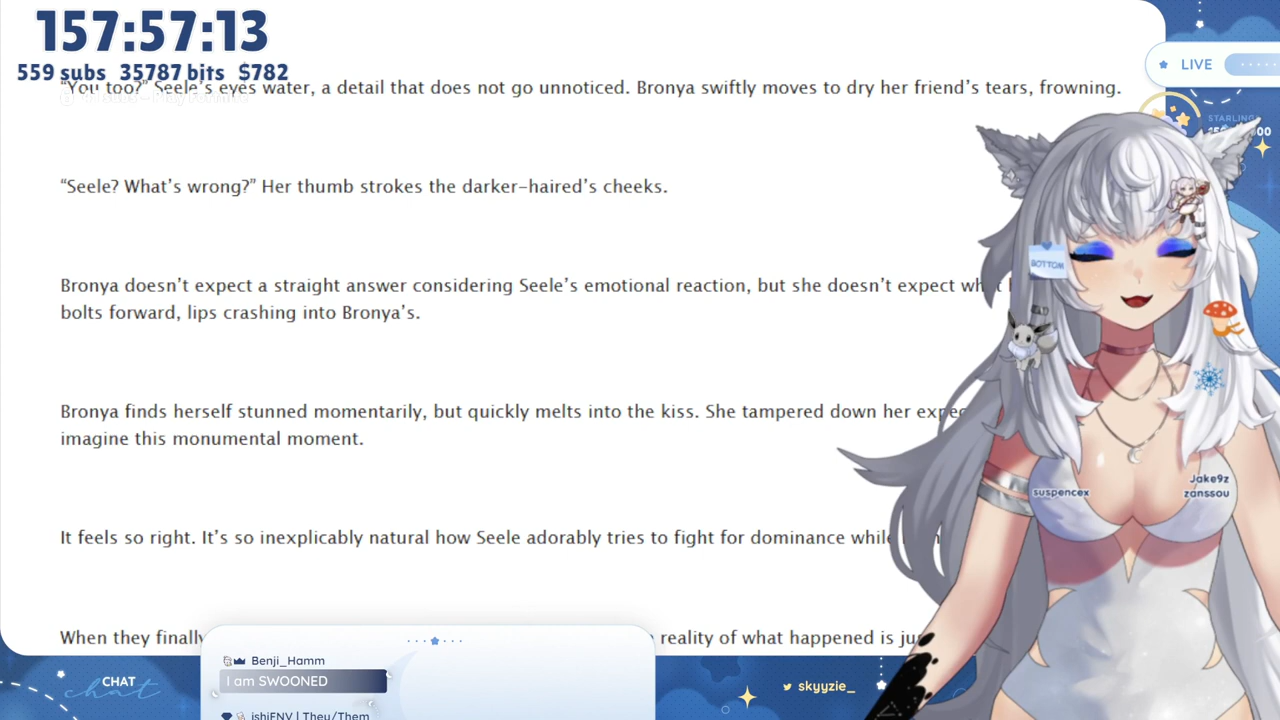 157:57:13
559 subs 35787 bits $782
“You too?” Seele’s eyes water, a detail that does not go unnoticed. Bronya swiftly moves to dry her friend’s tears, frowning.
LIVE
STARLING
“Seele? What’s wrong?” Her thumb strokes the darker-haired’s cheeks.
BOTTOM
Bronya doesn’t expect a straight answer considering Seele’s emotional reaction, but she doesn’t expect what
bolts forward, lips crashing into Bronya’s.
Bronya finds herself stunned momentarily, but quickly melts into the kiss. She tampered down her
imagine this monumental moment.
suspencex
Jake9z
zanssou
It feels so right. It’s so inexplicably natural how Seele adorably tries to fight for dominance while
When they finally
reality of what happened is
Benji_Hamm
I am SWOONED
ishiFNV | They/Them
CHAT
chat
skyyzie_